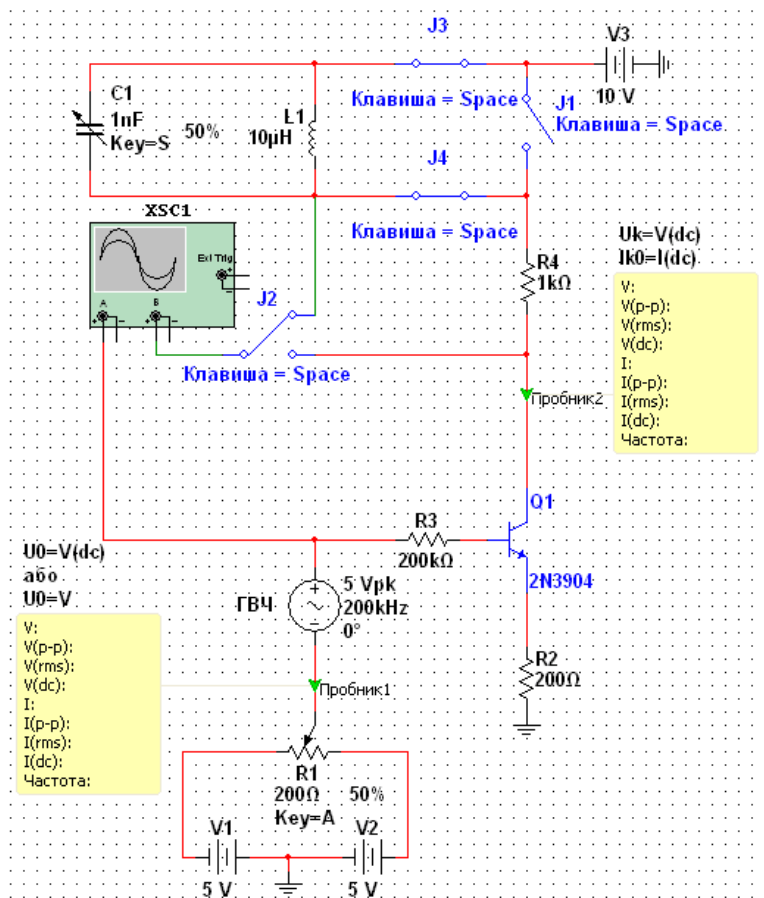 J3
V3
10 V
C1
1nF
Key=S
50%
L1
10µH
Клавиша = Space
J1
Клавиша = Space
J4
Клавиша = Space
XSC1
Ext Trig
A
B
J2
Клавиша = Space
R4
1kΩ
Uk=V(dc)
Ik0=I(dc)
V:
V(p-p):
V(rms):
V(dc):
I:
I(p-p):
I(rms):
I(dc):
Частота:
Пробник2
Q1
2N3904
R3
200kΩ
R2
200Ω
ГВЧ
5 Vpk
200kHz
0°
U0=V(dc)
або
U0=V
V:
V(p-p):
V(rms):
V(dc):
I:
I(p-p):
I(rms):
I(dc):
Частота:
Пробник1
R1
200Ω
50%
Key=A
V1
5 V
V2
5 V